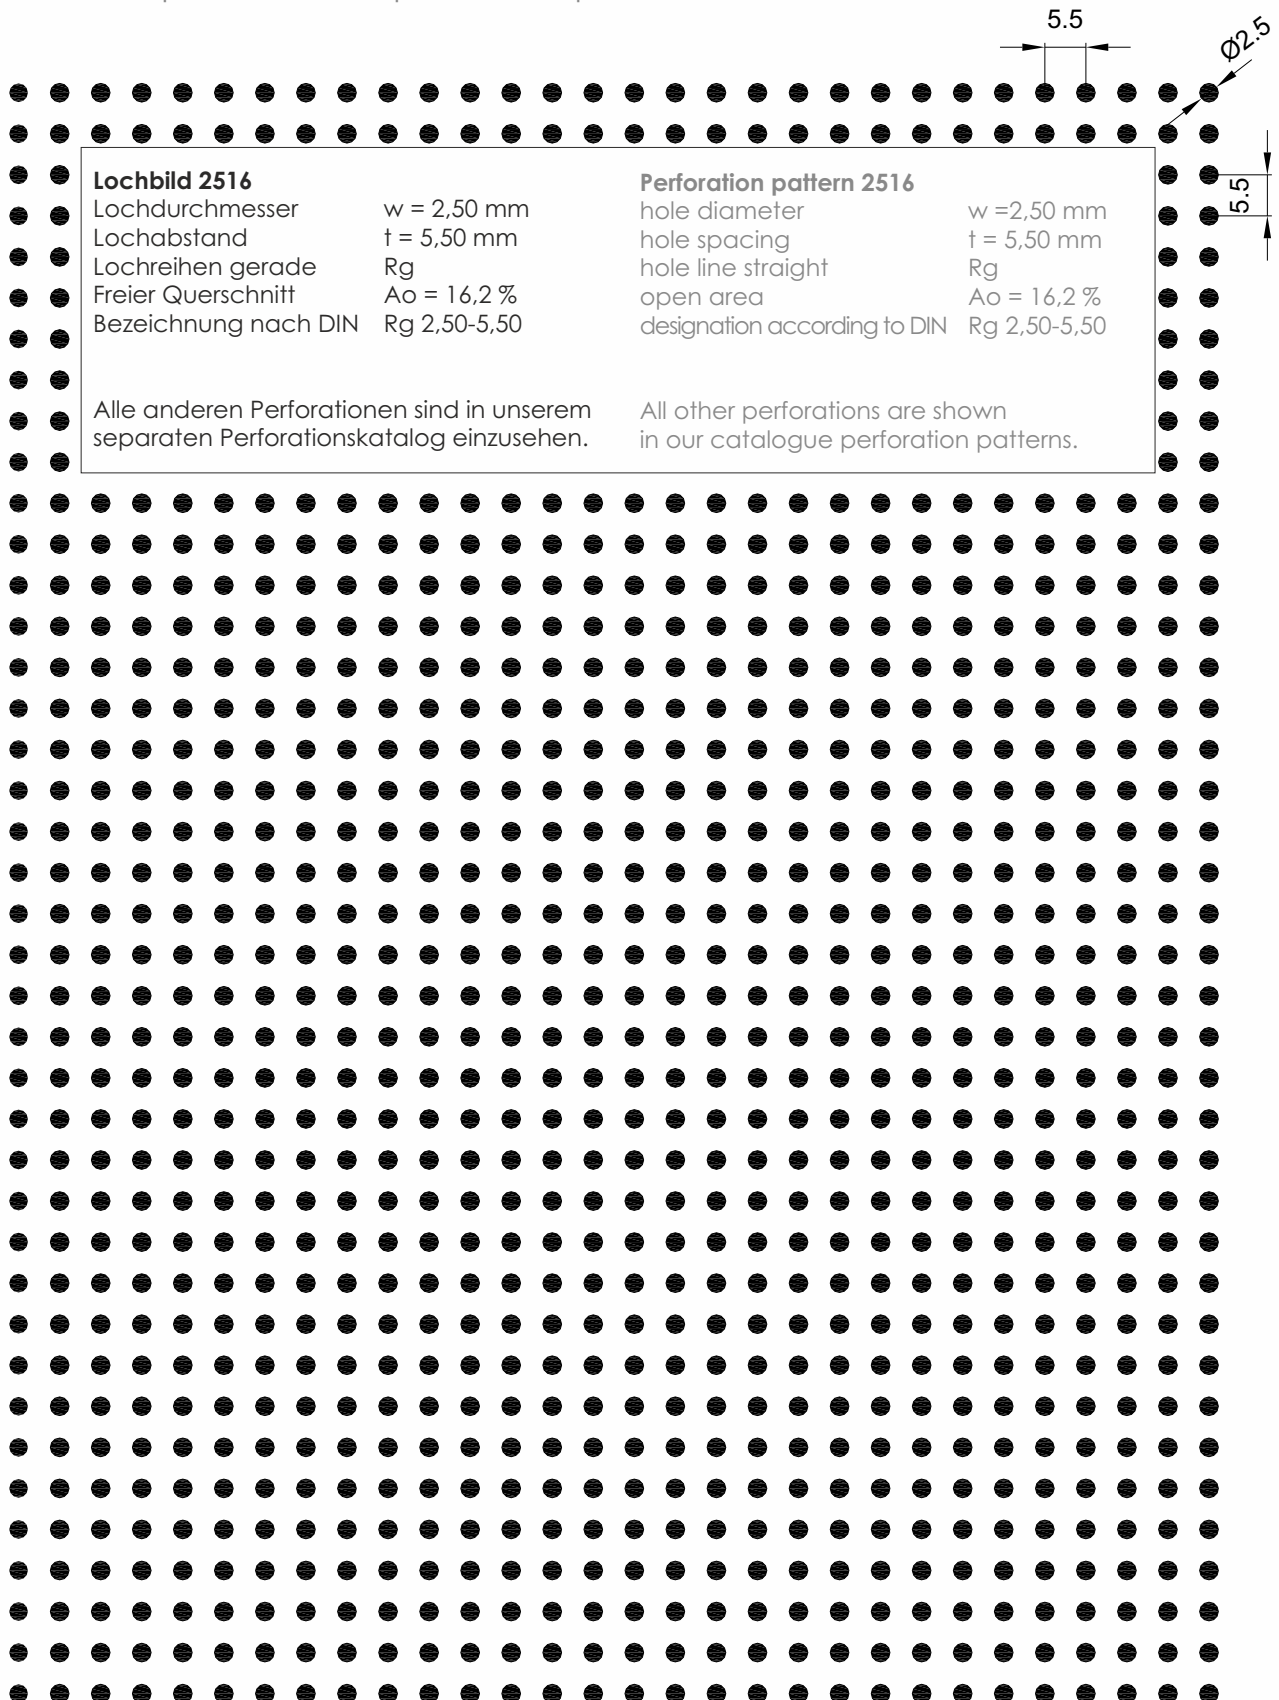 5.5
Ø2.5
5.5
Lochbild 2516
Lochdurchmesser w = 2,50 mm
Lochabstand t = 5,50 mm
Lochreihen gerade Rg
Freier Querschnitt Ao = 16,2 %
Bezeichnung nach DIN Rg 2,50-5,50
Alle anderen Perforationen sind in unserem
separaten Perforationskatalog einzusehen.
Perforation pattern 2516
hole diameter w =2,50 mm
hole spacing t = 5,50 mm
hole line straight Rg
open area Ao = 16,2 %
designation according to DIN Rg 2,50-5,50
All other perforations are shown
in our catalogue perforation patterns.